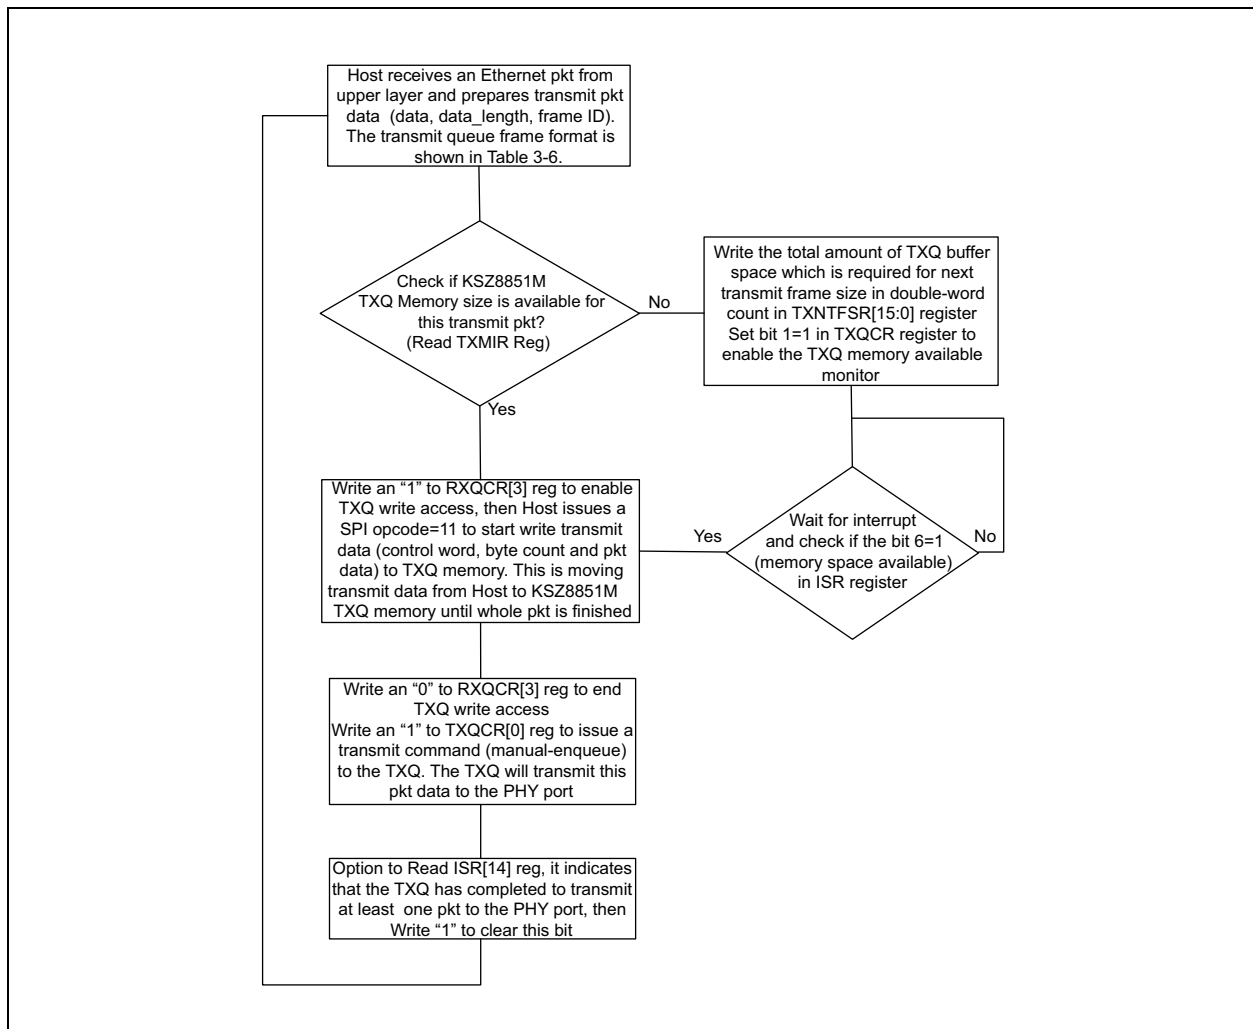 Host receives an Ethernet pkt from
upper layer and prepares transmit pkt
data (data, data_length, frame ID).
The transmit queue frame format is
shown in Table 3-6.
Check if KSZ8851M
TXQ Memory size is available for
this transmit pkt?
(Read TXMIR Reg)
No
Write the total amount of TXQ buffer
space which is required for next
transmit frame size in double-word
count in TXNTFSR[15:0] register
Set bit 1=1 in TXQCR register to
enable the TXQ memory available
monitor
Yes
Write an “1” to RXQCR[3] reg to enable
TXQ write access, then Host issues a
SPI opcode=11 to start write transmit
data (control word, byte count and pkt
data) to TXQ memory. This is moving
transmit data from Host to KSZ8851M
TXQ memory until whole pkt is finished
Yes
Wait for interrupt
and check if the bit 6=1
(memory space available)
in ISR register
No
Write an “0” to RXQCR[3] reg to end
TXQ write access
Write an “1” to TXQCR[0] reg to issue a
transmit command (manual-enqueue)
to the TXQ. The TXQ will transmit this
pkt data to the PHY port
Option to Read ISR[14] reg, it indicates
that the TXQ has completed to transmit
at least one pkt to the PHY port, then
Write “1” to clear this bit